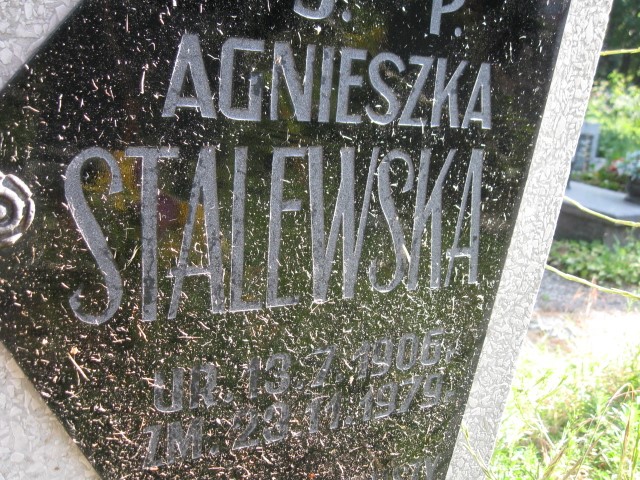 Ś. P.
AGNIESZKA
STALEWSKA
UR. 13.7.1906
ZM. 23.11.1979